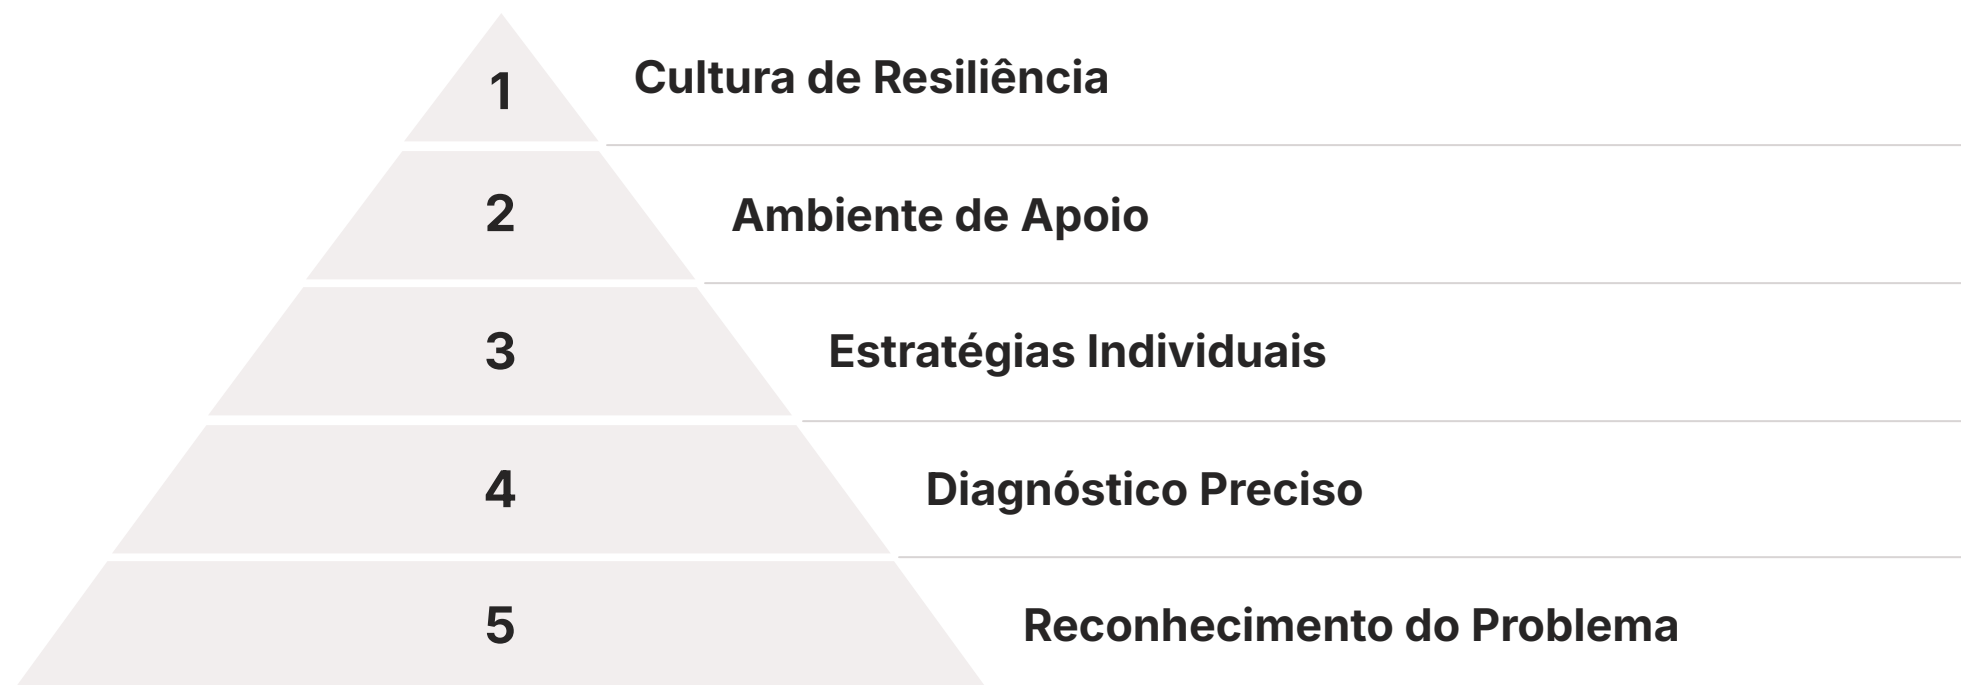 1 Cultura de Resiliência
2 Ambiente de Apoio
3 Estratégias Individuais
4 Diagnóstico Preciso
5 Reconhecimento do Problema